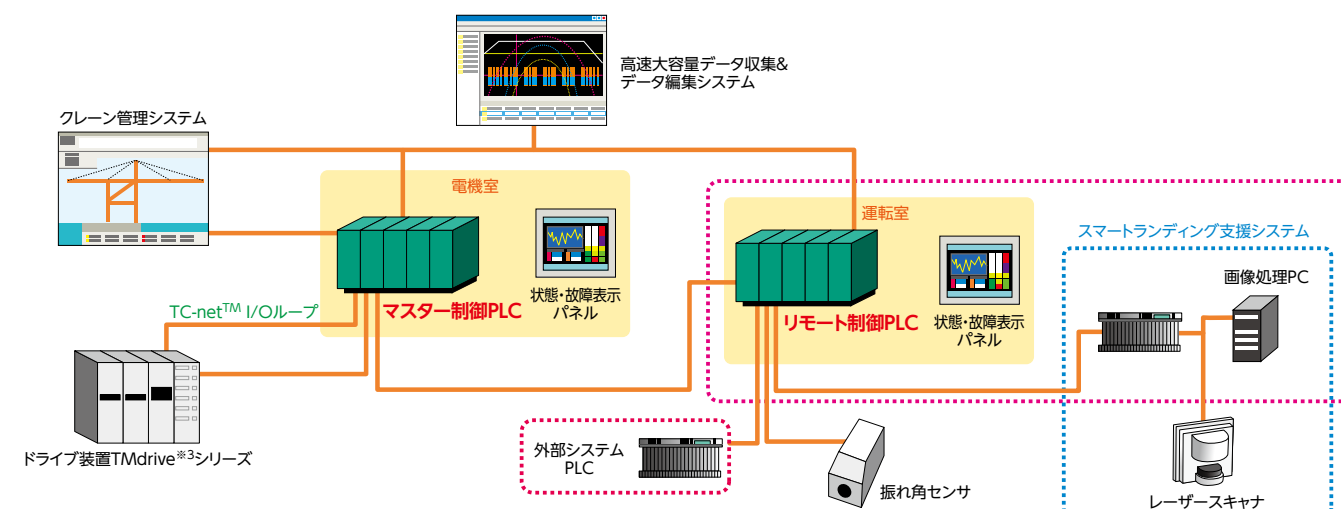 高速大容量データ収集&
データ編集システム
クレーン管理システム
電機室
運転室
スマートランディング支援システム
画像処理PC
状態・故障表示
パネル
マスター制御PLC
TC-netTM I/Oループ
リモート制御PLC
状態・故障表示
パネル
外部システム
PLC
ドライブ装置TMdrive※3シリーズ
振れ角センサ
レーザースキャナ